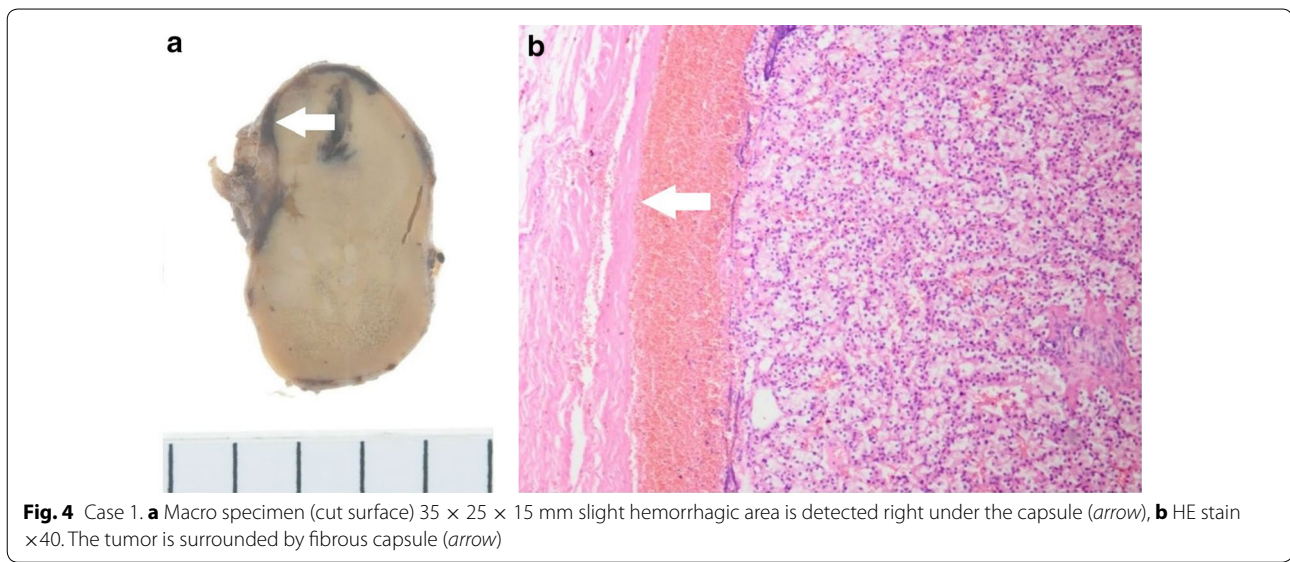 a
b
Fig. 4 Case 1. a Macro specimen (cut surface) 35 × 25 × 15 mm slight hemorrhagic area is detected right under the capsule (arrow), b HE stain
×40. The tumor is surrounded by fibrous capsule (arrow)